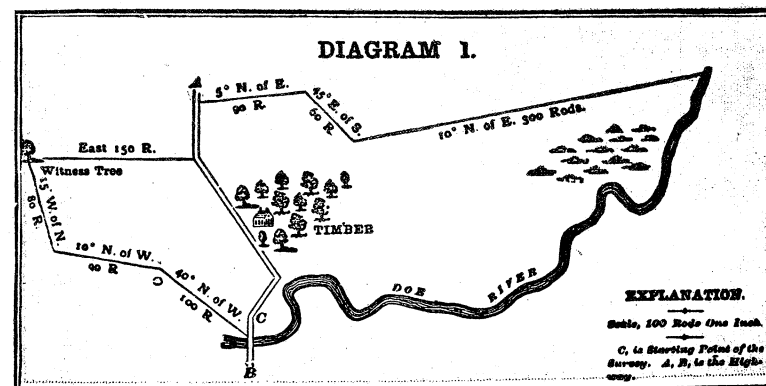 DIAGRAM 1.
A
5° N. of E.
90 R.
45° E. of S.
60 R.
10° N. of E. 300 Rods.
East 150 R.
Witness Tree
15° W. of N.
80 R.
10° N. of W.
90 R
40° N. of W.
100 R.
TIMBER
DOE RIVER
C
B
EXPLANATION.
Scale, 100 Rods One Inch.
C, is Starting Point of the
Survey. A, B, is the High-
way.